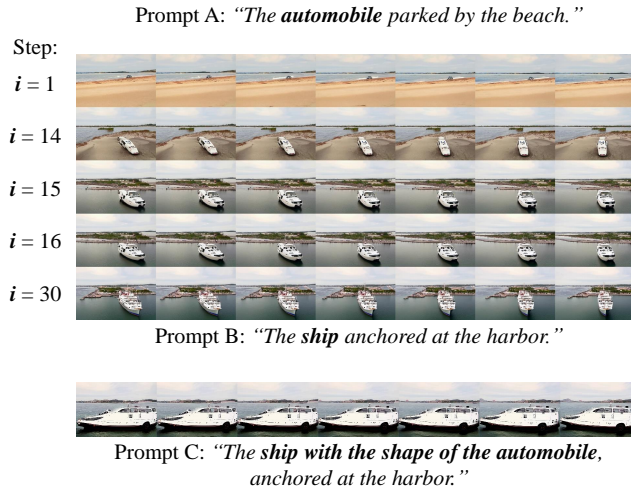 Prompt A: “The automobile parked by the beach.”
Step:
i = 1
i = 14
i = 15
i = 16
i = 30
Prompt B: “The ship anchored at the harbor.”
Prompt C: “The ship with the shape of the automobile,
anchored at the harbor.”